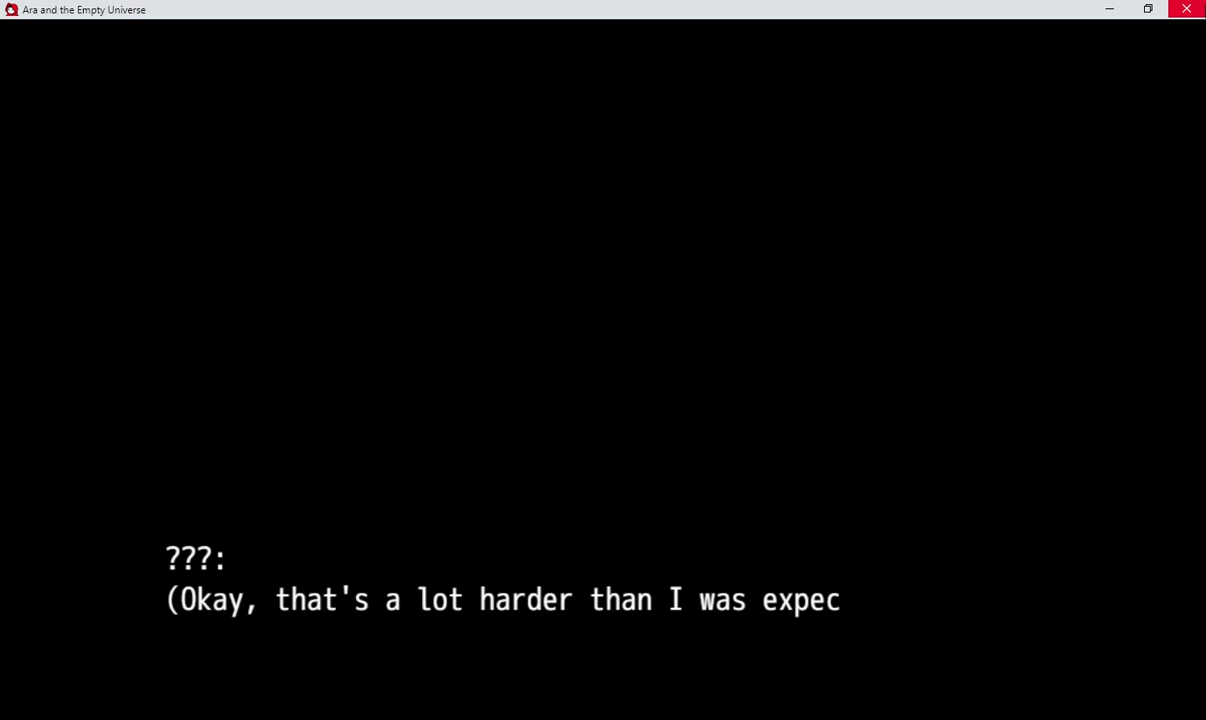 Ara and the Empty Universe
???:
(Okay, that's a lot harder than I was expec